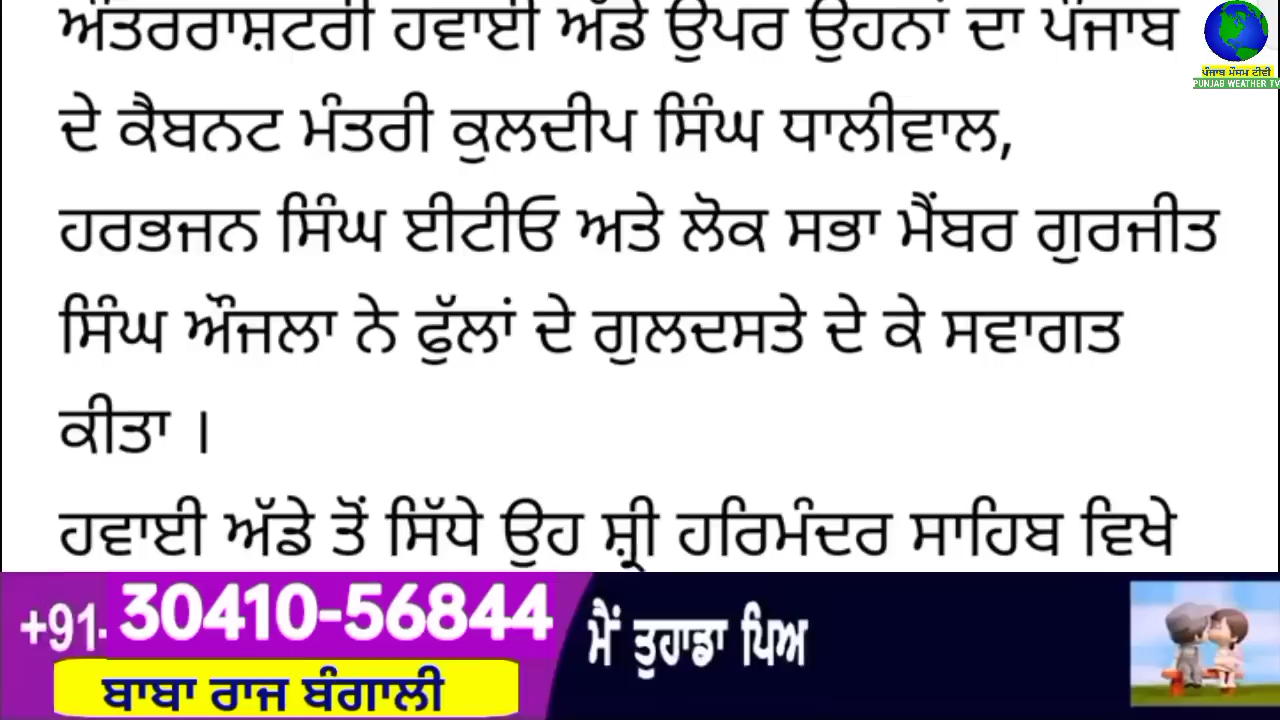 ਅੰਤਰਰਾਸ਼ਟਰੀ ਹਵਾਈ ਅੱਡੇ ਉਪਰ ਉਹਨਾਂ ਦਾ ਪੰਜਾਬ
ਦੇ ਕੈਬਨਟ ਮੰਤਰੀ ਕੁਲਦੀਪ ਸਿੰਘ ਧਾਲੀਵਾਲ,
ਹਰਭਜਨ ਸਿੰਘ ਈਟੀਓ ਅਤੇ ਲੋਕ ਸਭਾ ਮੈਂਬਰ ਗੁਰਜੀਤ
ਸਿੰਘ ਔਜਲਾ ਨੇ ਫੁੱਲਾਂ ਦੇ ਗੁਲਦਸਤੇ ਦੇ ਕੇ ਸਵਾਗਤ
ਕੀਤਾ ।
ਹਵਾਈ ਅੱਡੇ ਤੋਂ ਸਿੱਧੇ ਉਹ ਸ਼੍ਰੀ ਹਰਿਮੰਦਰ ਸਾਹਿਬ ਵਿਖੇ
ਪੰਜਾਬ ਮੌਸਮ ਟੀਵੀ
PUNJAB WEATHER TV
+91- 30410-56844
ਬਾਬਾ ਰਾਜ ਬੰਗਾਲੀ
ਮੈਂ ਤੁਹਾਡਾ ਪਿਅ